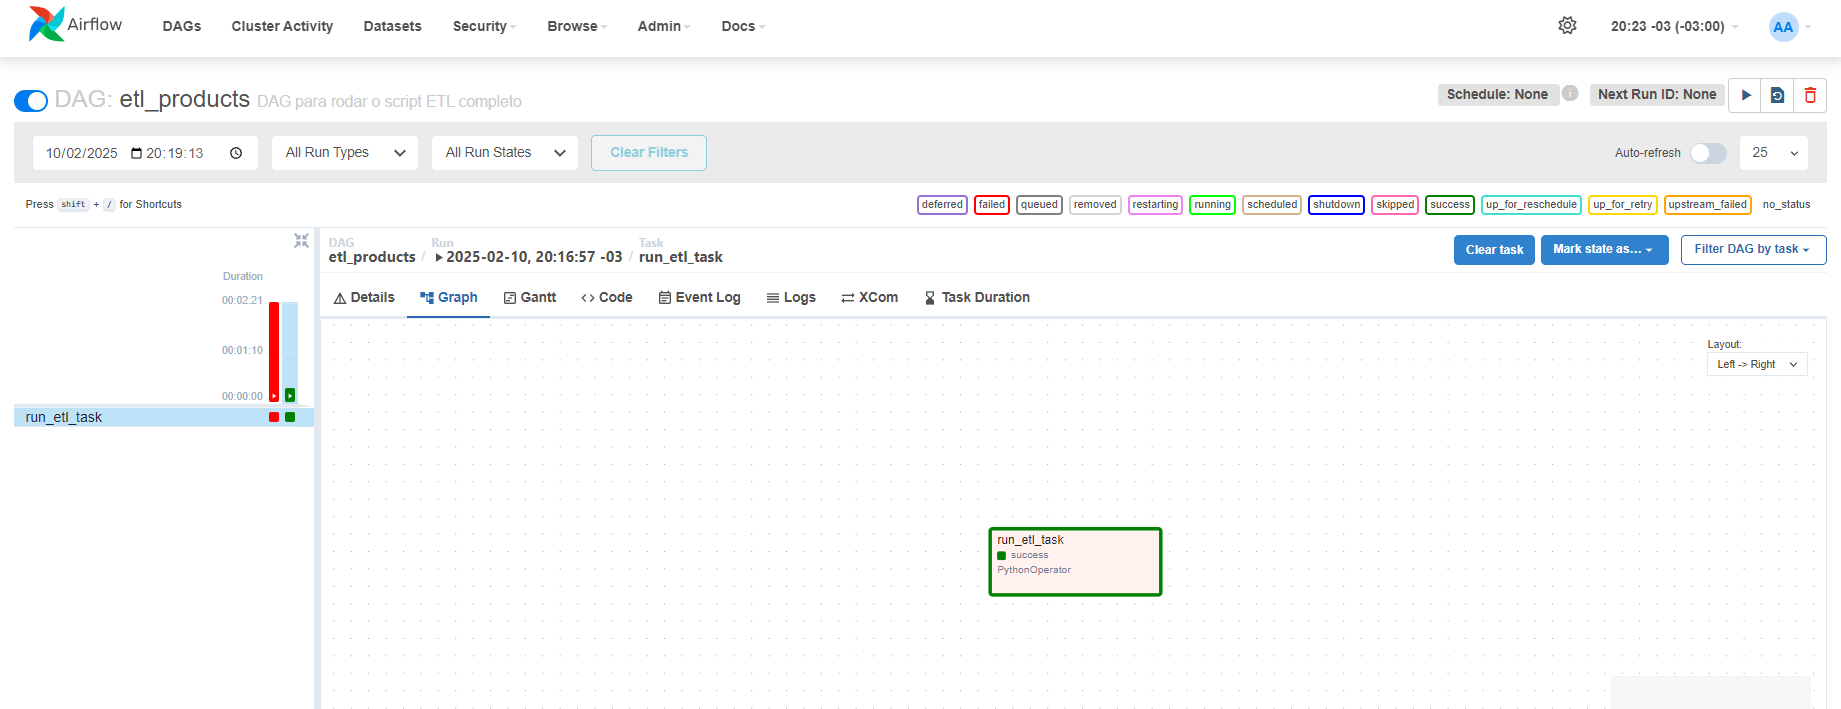 Airflow DAGs Cluster Activity Datasets Security Browse Admin Docs 20:23 -03 (-03:00) AA
DAG: etl_products DAG para rodar o script ETL completo Schedule: None i Next Run ID: None
10/02/2025 20:19:13 All Run Types All Run States Clear Filters Auto-refresh 25
Press shift + / for Shortcuts deferred failed queued removed restarting running scheduled shutdown skipped success up_for_reschedule up_for_retry upstream_failed no_status
DAG Run Task
etl_products / 2025-02-10, 20:16:57 -03 / run_etl_task Clear task Mark state as... Filter DAG by task
Duration
00:02:21
00:01:10
00:00:00
run_etl_task
Details Graph Gantt Code Event Log Logs XCom Task Duration
Layout:
Left -> Right
run_etl_task
success
PythonOperator